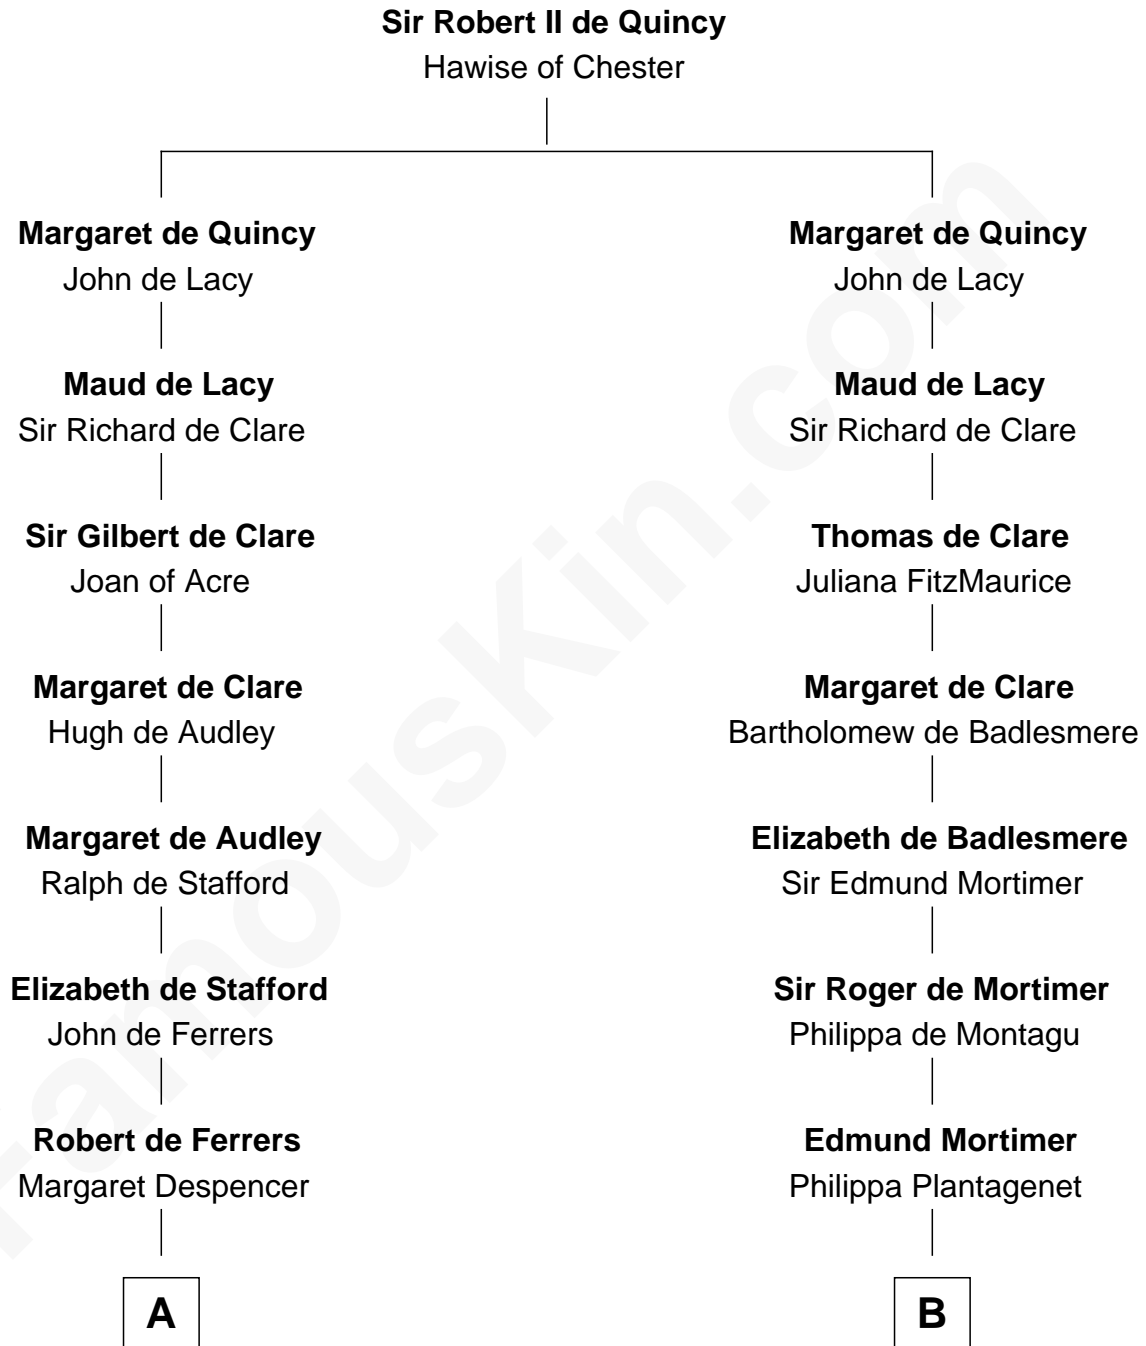 Sir Robert II de Quincy
Hawise of Chester
Margaret de Quincy
John de Lacy
Margaret de Quincy
John de Lacy
Maud de Lacy
Sir Richard de Clare
Maud de Lacy
Sir Richard de Clare
Sir Gilbert de Clare
Joan of Acre
Thomas de Clare
Juliana FitzMaurice
Margaret de Clare
Hugh de Audley
Margaret de Clare
Bartholomew de Badlesmere
Margaret de Audley
Ralph de Stafford
Elizabeth de Badlesmere
Sir Edmund Mortimer
Elizabeth de Stafford
John de Ferrers
Sir Roger de Mortimer
Philippa de Montagu
Robert de Ferrers
Margaret Despencer
Edmund Mortimer
Philippa Plantagenet
A
B
FamousKin.com